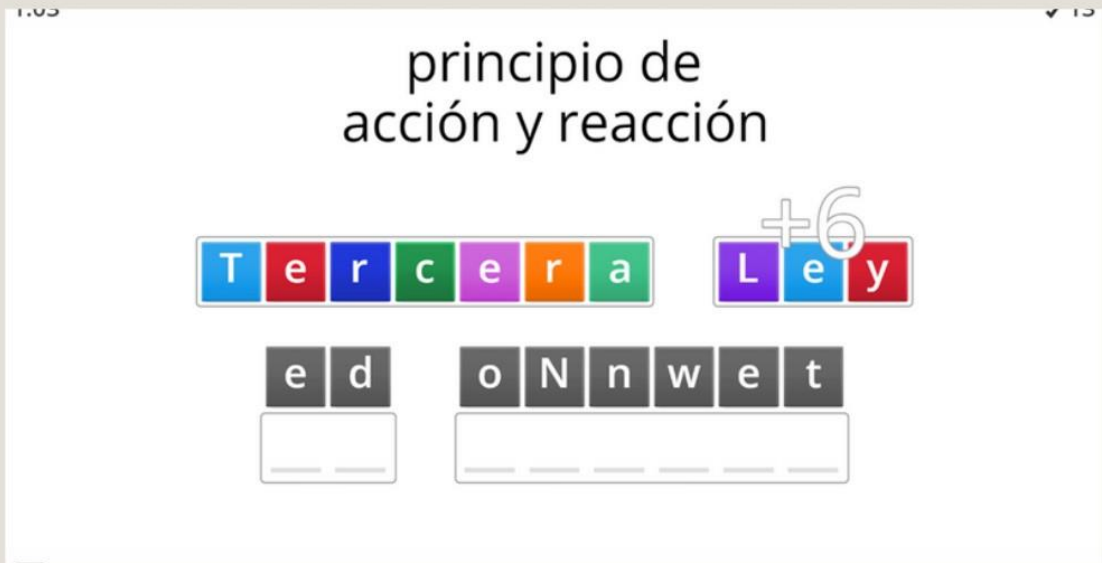 principio de
acción y reacción
+6
Tercera Ley
ed oNnwet